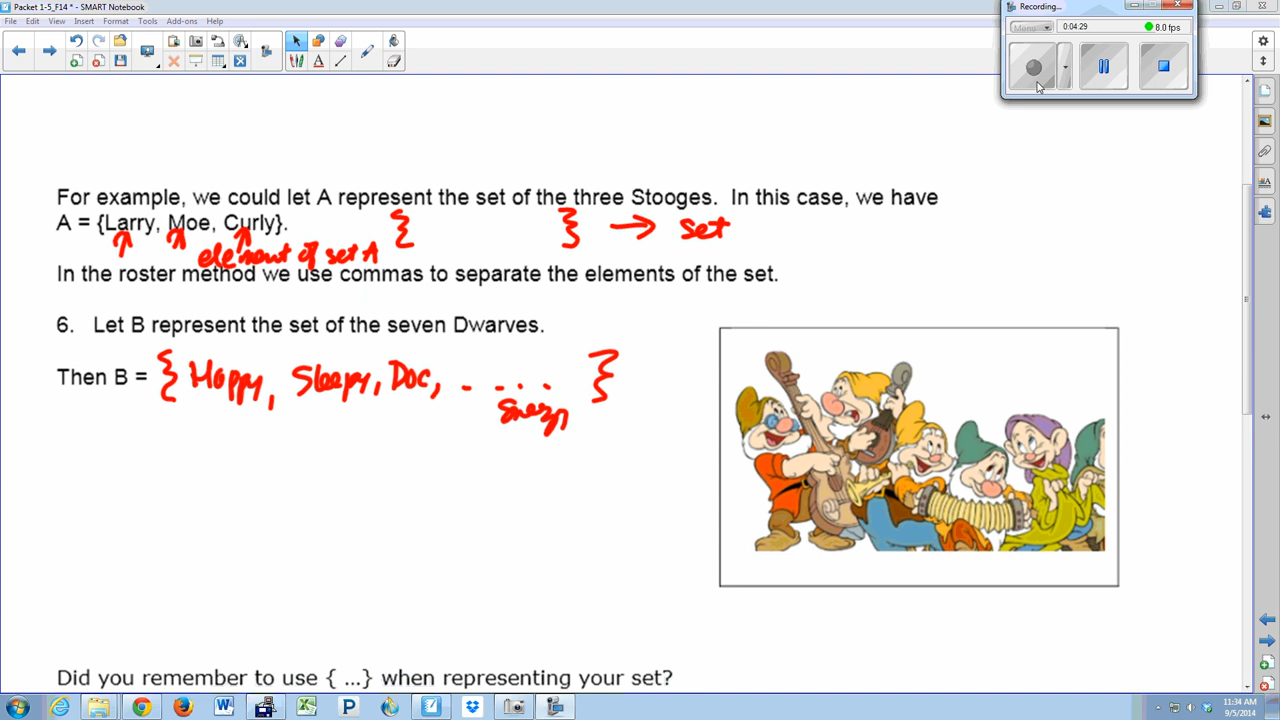 Packet 1-5_F14 * - SMART Notebook
File Edit View Insert Format Tools Add-ons Help
Recording...
Menu 0:04:29 8.0 fps
For example, we could let A represent the set of the three Stooges. In this case, we have
A = {Larry, Moe, Curly}. { } → set
element of set A
In the roster method we use commas to separate the elements of the set.
6. Let B represent the set of the seven Dwarves.
Then B = { Happy, Sleepy, Doc, . . . . }
Did you remember to use { ...} when representing your set?
11:34 AM
9/5/2014